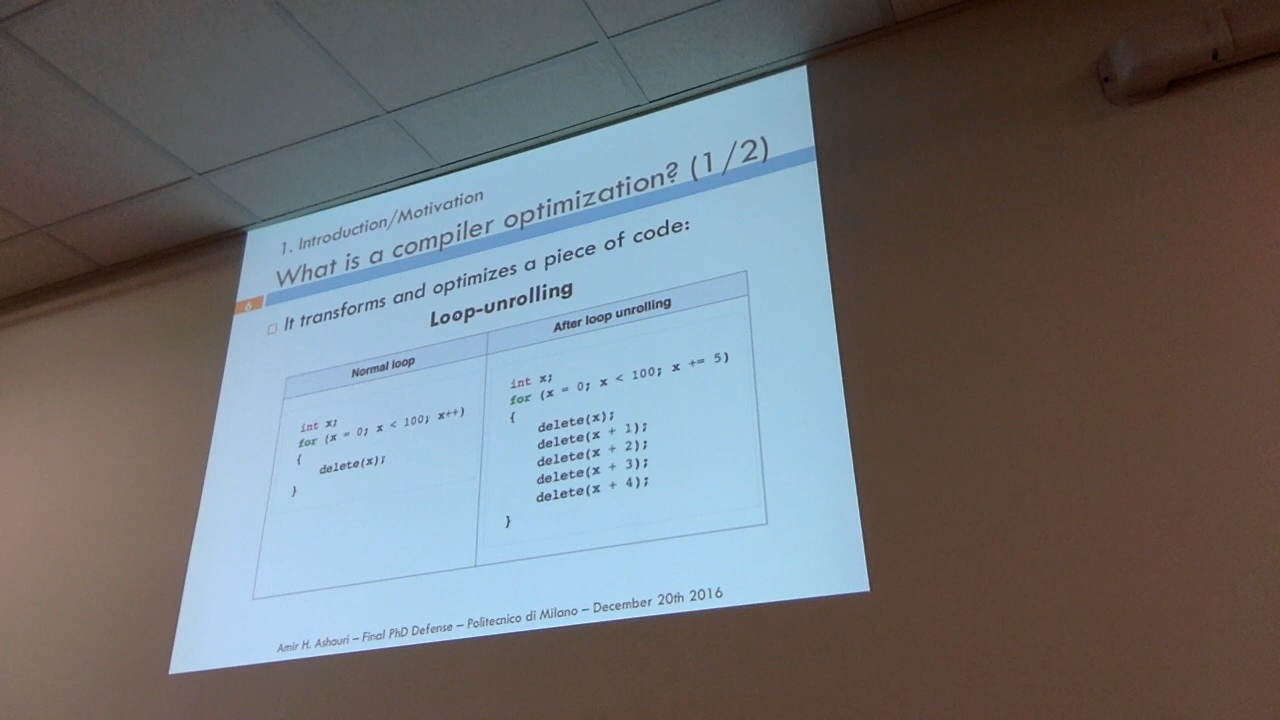 1. Introduction/Motivation
What is a compiler optimization? (1/2)
6
It transforms and optimizes a piece of code:
Loop-unrolling
Normal loop
int x;
for (x = 0; x < 100; x++)
{
delete(x);
}
After loop unrolling
int x;
for (x = 0; x < 100; x += 5)
{
delete(x);
delete(x + 1);
delete(x + 2);
delete(x + 3);
delete(x + 4);
}
Amir H. Ashouri – Final PhD Defense – Politecnico di Milano – December 20th 2016